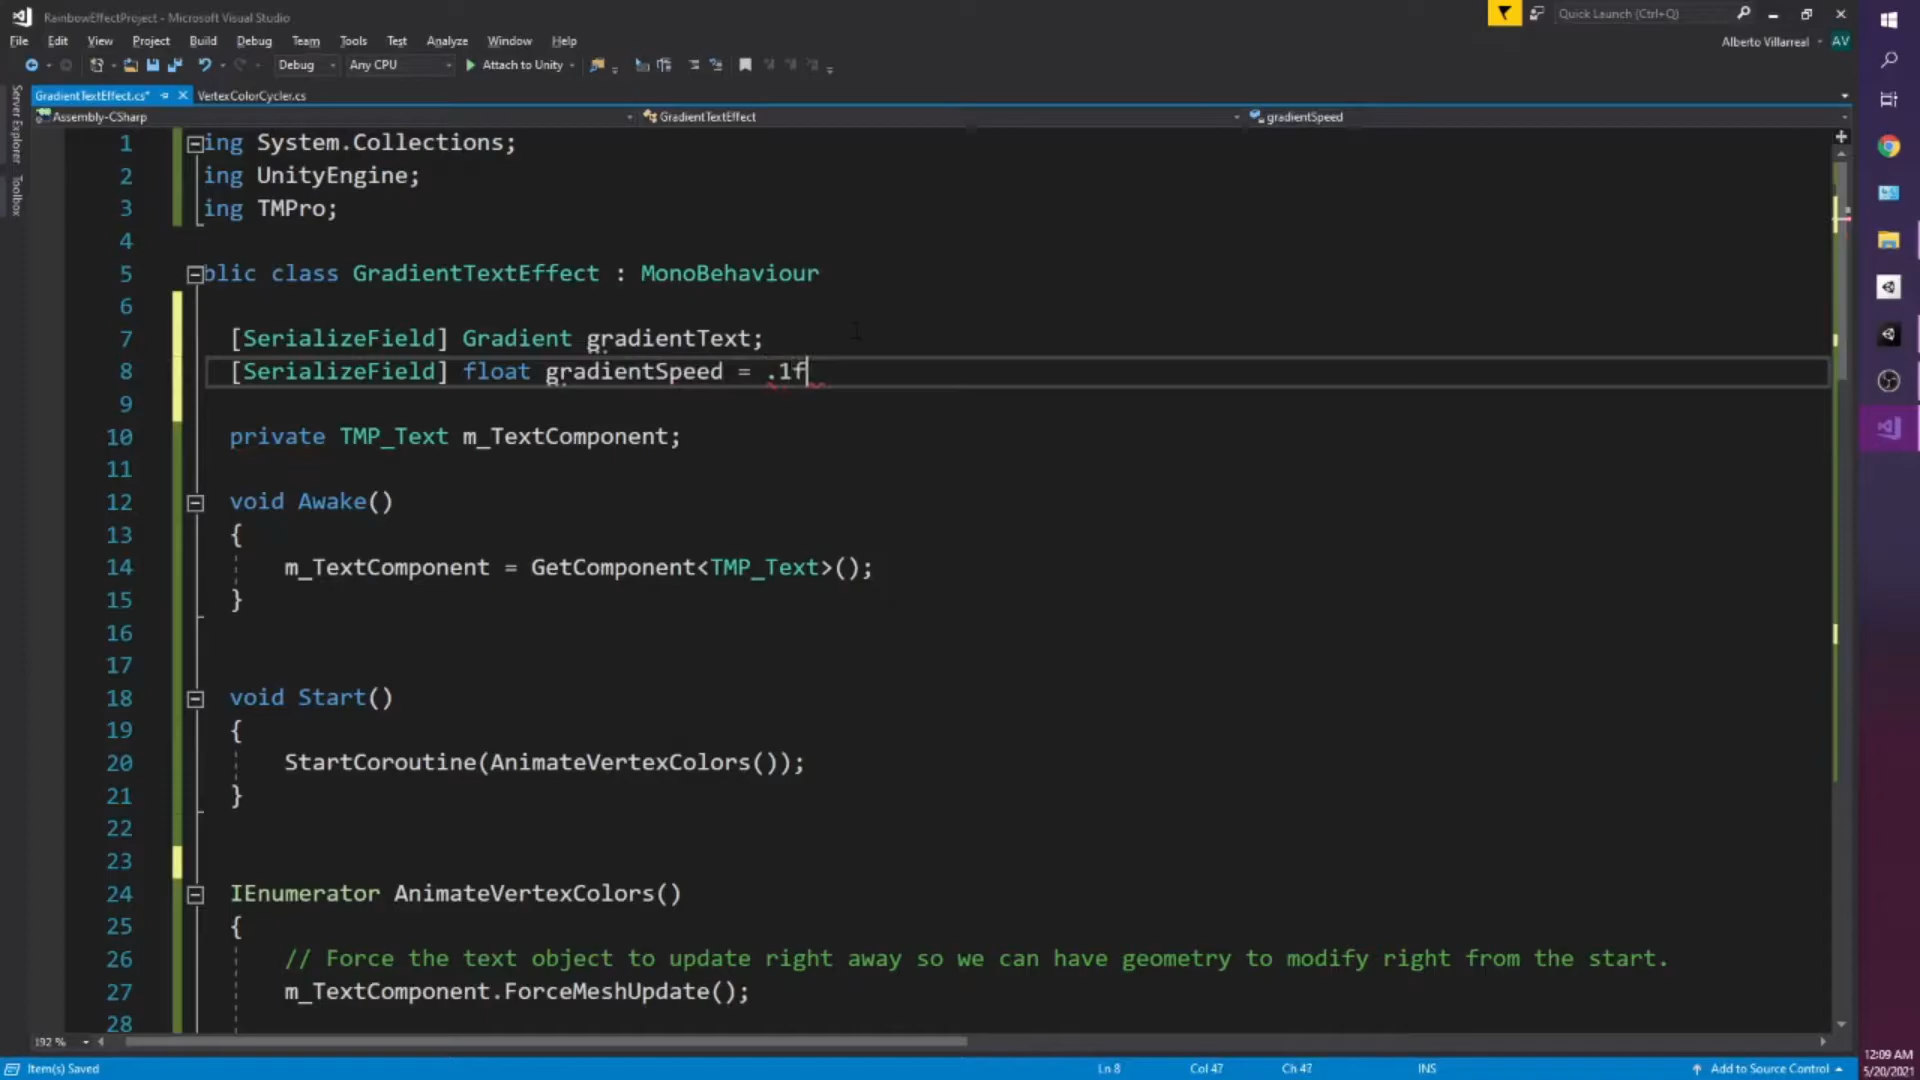 RainbowEffectProject - Microsoft Visual Studio
Quick Launch (Ctrl+Q)
File Edit View Project Build Debug Team Tools Test Analyze Window Help
Alberto Villarreal AV
Debug Any CPU Attach to Unity
GradientTextEffect.cs* VertexColorCycler.cs
Assembly-CSharp GradientTextEffect gradientSpeed
Server Explorer
Toolbox
1 ing System.Collections;
2 ing UnityEngine;
3 ing TMPro;
4
5 blic class GradientTextEffect : MonoBehaviour
6
7 [SerializeField] Gradient gradientText;
8 [SerializeField] float gradientSpeed = .1f
9
10 private TMP_Text m_TextComponent;
11
12 void Awake()
13 {
14 m_TextComponent = GetComponent<TMP_Text>();
15 }
16
17
18 void Start()
19 {
20 StartCoroutine(AnimateVertexColors());
21 }
22
23
24 IEnumerator AnimateVertexColors()
25 {
26 // Force the text object to update right away so we can have geometry to modify right from the start.
27 m_TextComponent.ForceMeshUpdate();
28
192 %
Item(s) Saved Ln 8 Col 47 Ch 47 INS Add to Source Control
12:09 AM
5/20/2021